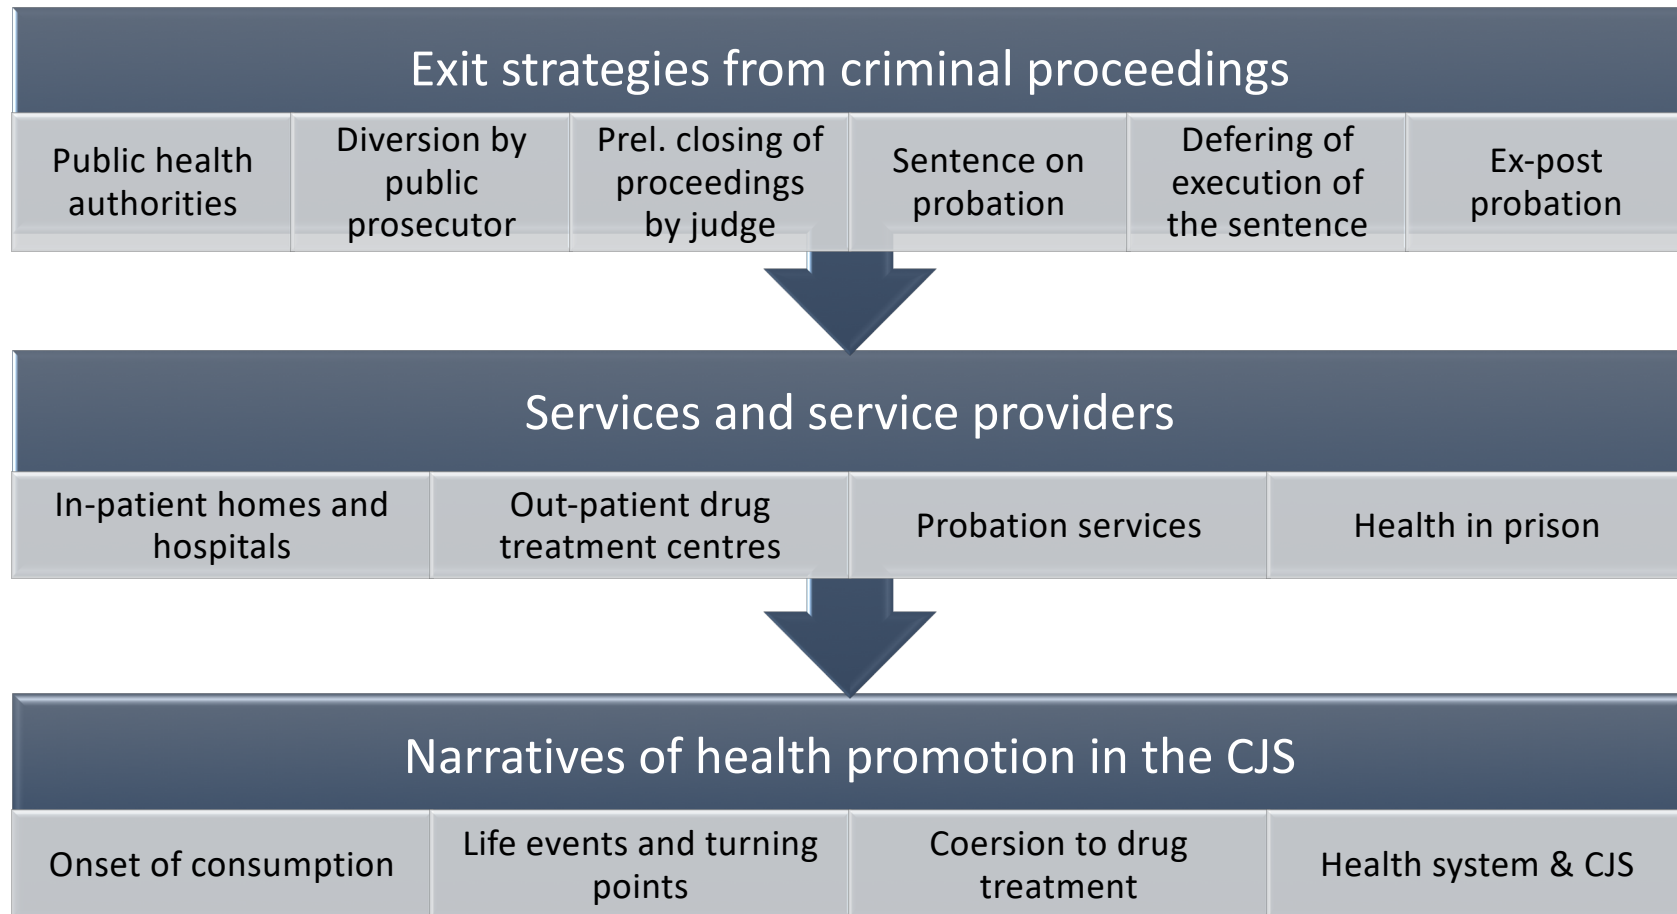 Exit strategies from criminal proceedings
Public health
authorities
Diversion by
public
prosecutor
Prel. closing of
proceedings
by judge
Sentence on
probation
Defering of
execution of
the sentence
Ex-post
probation
Services and service providers
In-patient homes and
hospitals
Out-patient drug
treatment centres
Probation services
Health in prison
Narratives of health promotion in the CJS
Onset of consumption
Life events and turning
points
Coersion to drug
treatment
Health system & CJS